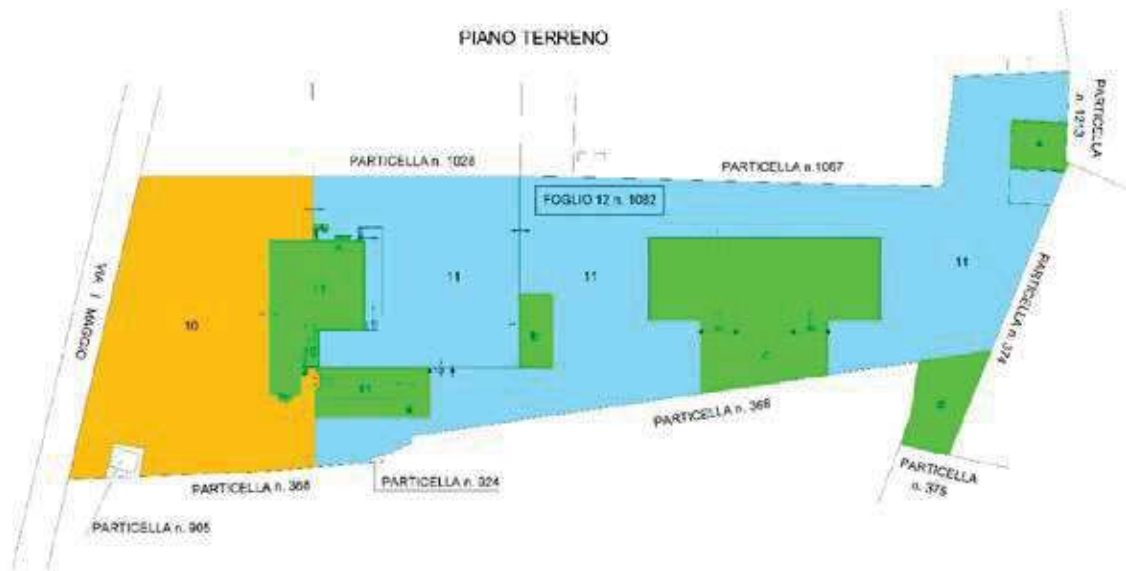 PIANO TERRENO
PARTICELLA n. 1213
PARTICELLA n. 1028
PARTICELLA n.1067
FOGLIO 12 n. 1082
VIA I MAGGIO
10
11
11
11
PARTICELLA n. 374
11
PARTICELLA n. 368
PARTICELLA n. 368
PARTICELLA n. 924
PARTICELLA
n. 375
PARTICELLA n. 905